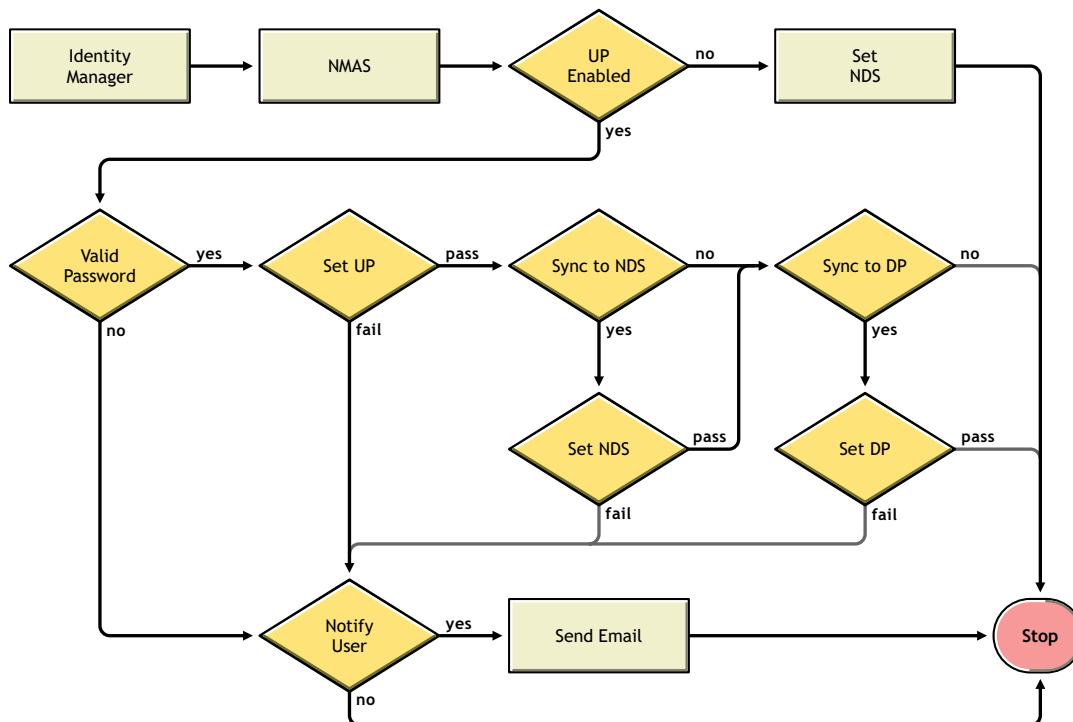 Identity
Manager
NMAS
UP
Enabled
no
Set
NDS
yes
Valid
Password
yes
Set UP
pass
Sync to NDS
no
Sync to DP
no
no
fail
yes
yes
Set NDS
pass
Set DP
pass
fail
fail
Notify
User
yes
Send Email
Stop
no